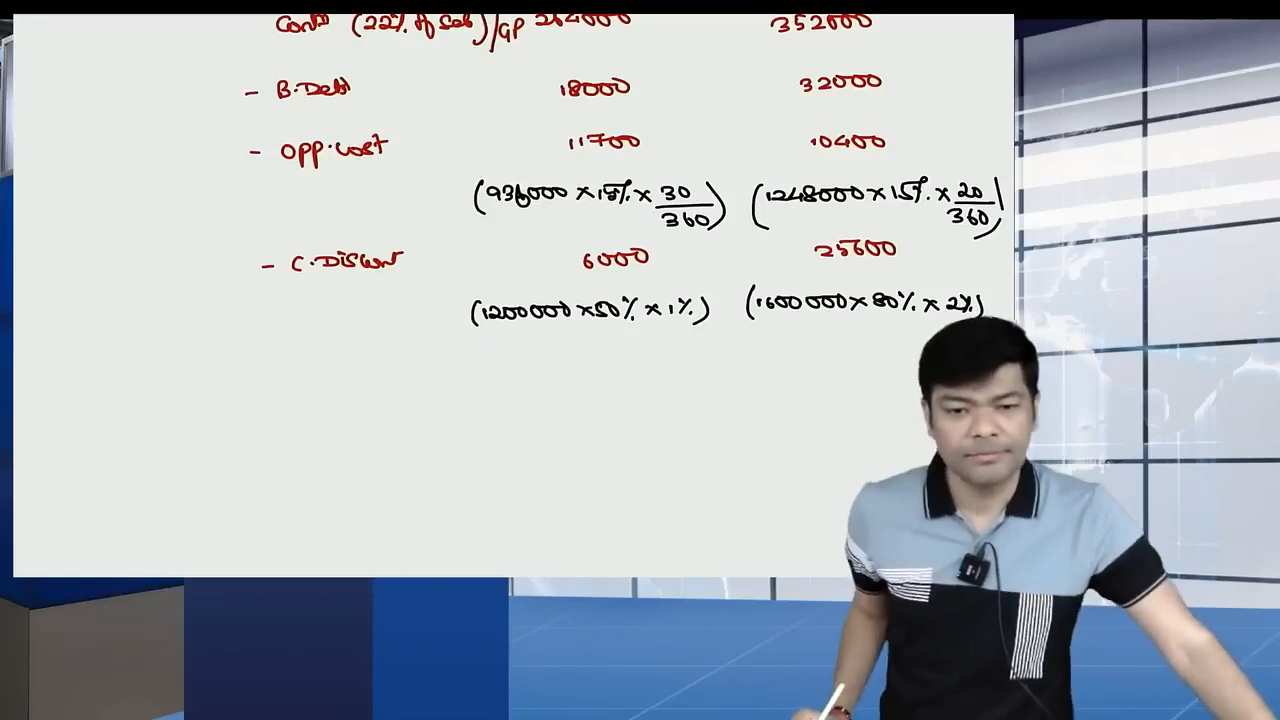 Contn (22% of Sales)/GP 264000 352000
- B.Debt 18000 32000
- Opp.cost 11700 10400
(936000 × 15% × 30/360) (1248000 × 15% × 20/360)
- C.Discount 6000 25600
(1200000 × 50% × 1%) (1600000 × 80% × 2%)